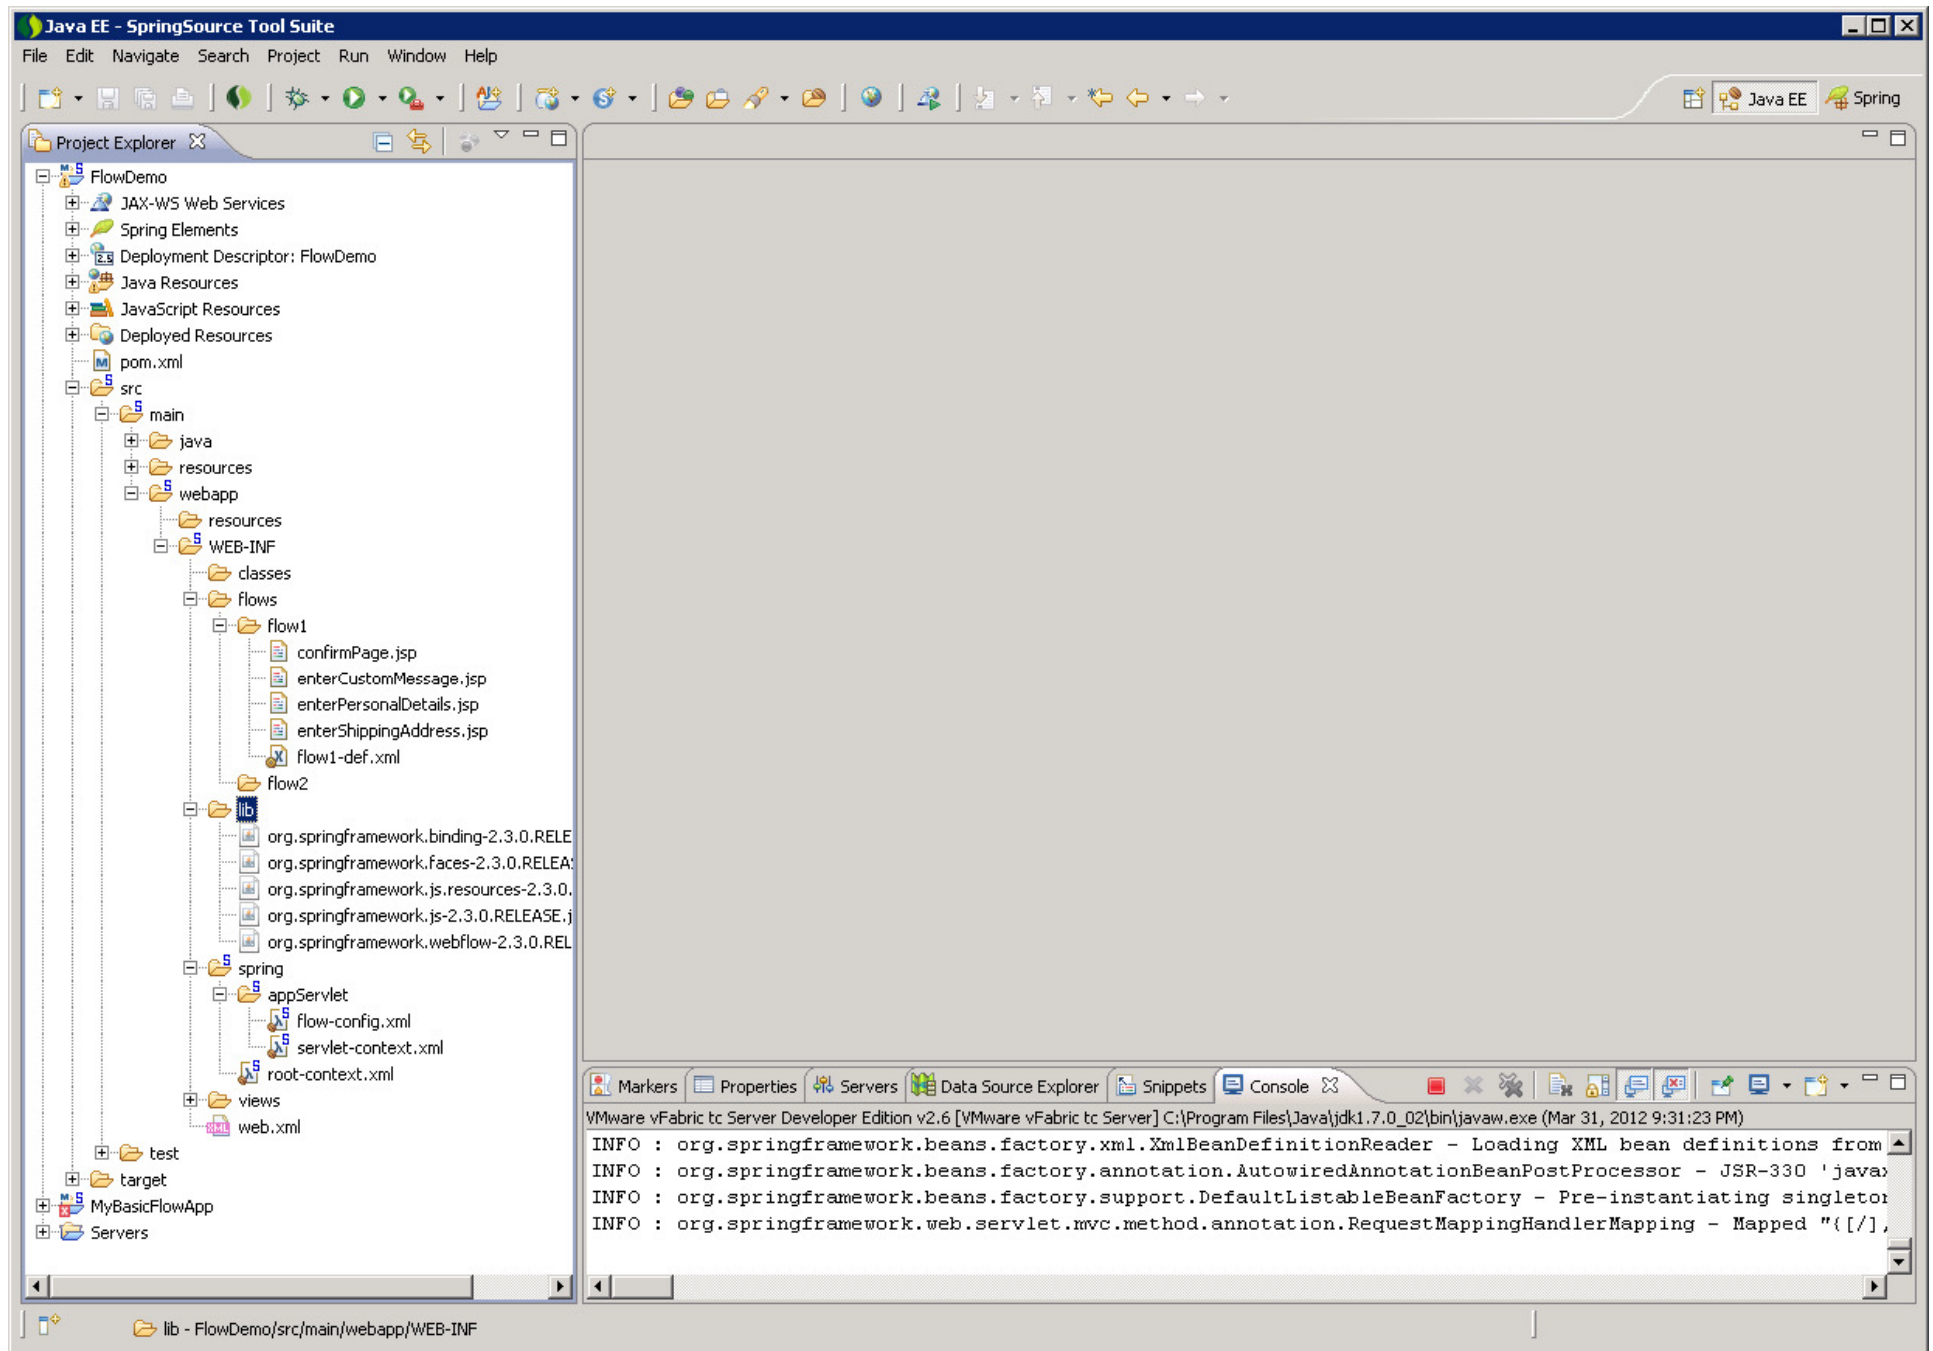 Java EE - SpringSource Tool Suite
File Edit Navigate Search Project Run Window Help
Java EE Spring
Project Explorer
FlowDemo
JAX-WS Web Services
Spring Elements
Deployment Descriptor: FlowDemo
Java Resources
JavaScript Resources
Deployed Resources
pom.xml
src
main
java
resources
webapp
resources
WEB-INF
classes
flows
flow1
confirmPage.jsp
enterCustomMessage.jsp
enterPersonalDetails.jsp
enterShippingAddress.jsp
flow1-def.xml
flow2
lib
org.springframework.binding-2.3.0.RELE
org.springframework.faces-2.3.0.RELEA
org.springframework.js.resources-2.3.0.
org.springframework.js-2.3.0.RELEASE.j
org.springframework.webflow-2.3.0.REL
spring
appServlet
flow-config.xml
servlet-context.xml
root-context.xml
views
web.xml
test
target
MyBasicFlowApp
Servers
Markers Properties Servers Data Source Explorer Snippets Console
VMware vFabric tc Server Developer Edition v2.6 [VMware vFabric tc Server] C:\Program Files\Java\jdk1.7.0_02\bin\javaw.exe (Mar 31, 2012 9:31:23 PM)
INFO : org.springframework.beans.factory.xml.XmlBeanDefinitionReader - Loading XML bean definitions from
INFO : org.springframework.beans.factory.annotation.AutowiredAnnotationBeanPostProcessor - JSR-330 'javax
INFO : org.springframework.beans.factory.support.DefaultListableBeanFactory - Pre-instantiating singleton
INFO : org.springframework.web.servlet.mvc.method.annotation.RequestMappingHandlerMapping - Mapped "{[/],
lib - FlowDemo/src/main/webapp/WEB-INF